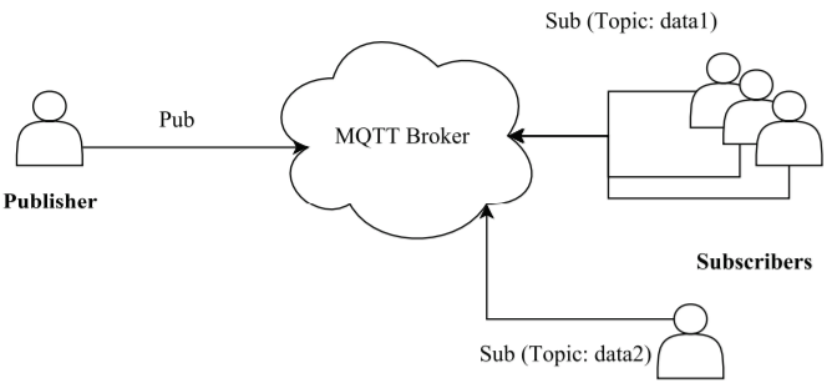 Sub (Topic: data1)
Pub
MQTT Broker
Publisher
Subscribers
Sub (Topic: data2)